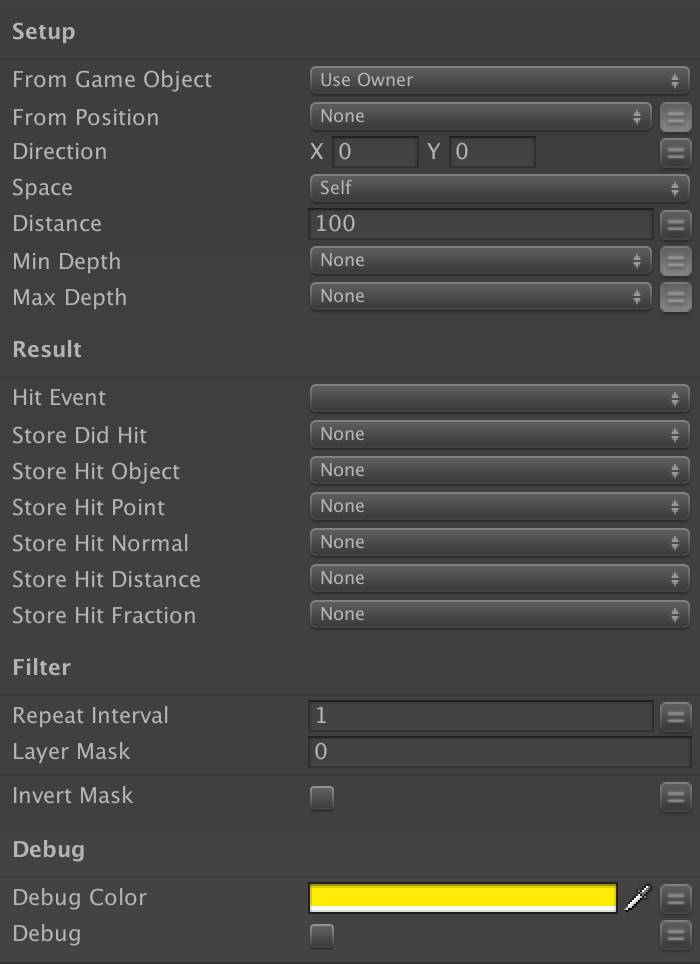 Setup
From Game Object Use Owner
From Position None
Direction X 0 Y 0
Space Self
Distance 100
Min Depth None
Max Depth None
Result
Hit Event
Store Did Hit None
Store Hit Object None
Store Hit Point None
Store Hit Normal None
Store Hit Distance None
Store Hit Fraction None
Filter
Repeat Interval 1
Layer Mask 0
Invert Mask
Debug
Debug Color
Debug